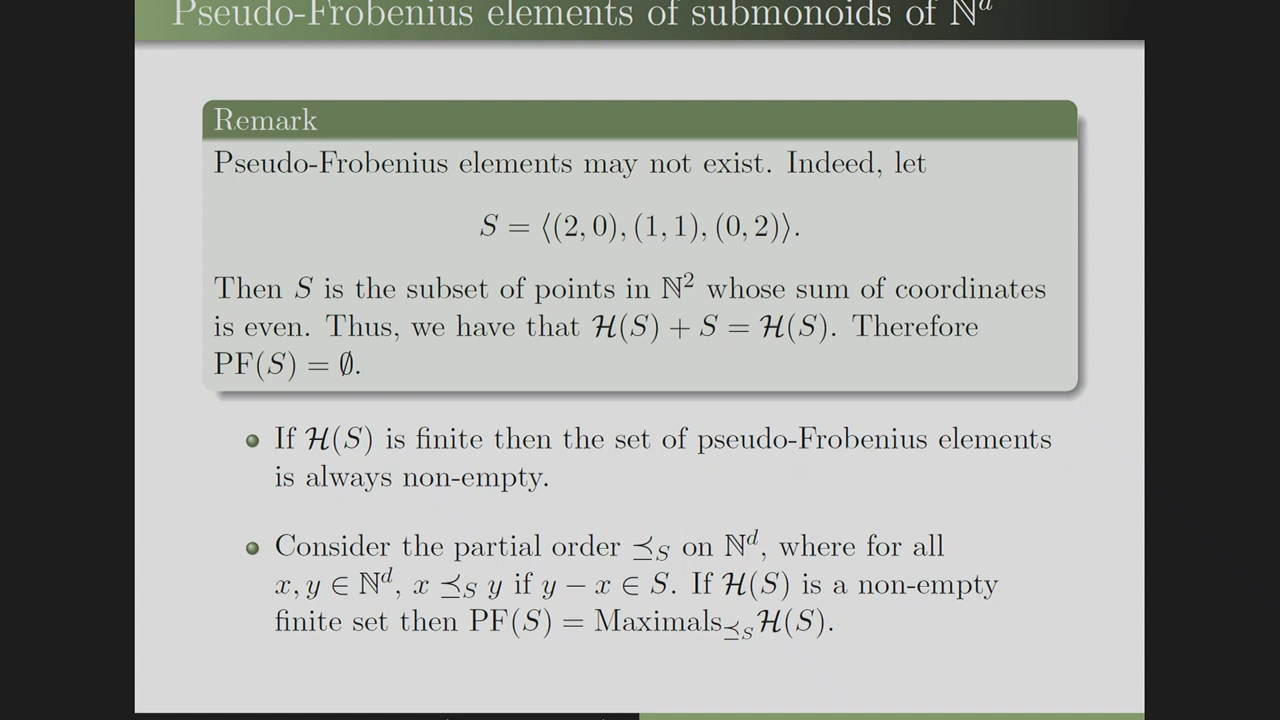 Pseudo-Frobenius elements of submonoids of ℕᵈ
Remark
Pseudo-Frobenius elements may not exist. Indeed, let
S = ⟨(2, 0), (1, 1), (0, 2)⟩.
Then S is the subset of points in ℕ² whose sum of coordinates
is even. Thus, we have that ℋ(S) + S = ℋ(S). Therefore
PF(S) = ∅.
If ℋ(S) is finite then the set of pseudo-Frobenius elements
is always non-empty.
Consider the partial order ⪯_S on ℕᵈ, where for all
x, y ∈ ℕᵈ, x ⪯_S y if y − x ∈ S. If ℋ(S) is a non-empty
finite set then PF(S) = Maximals_{⪯_S} ℋ(S).